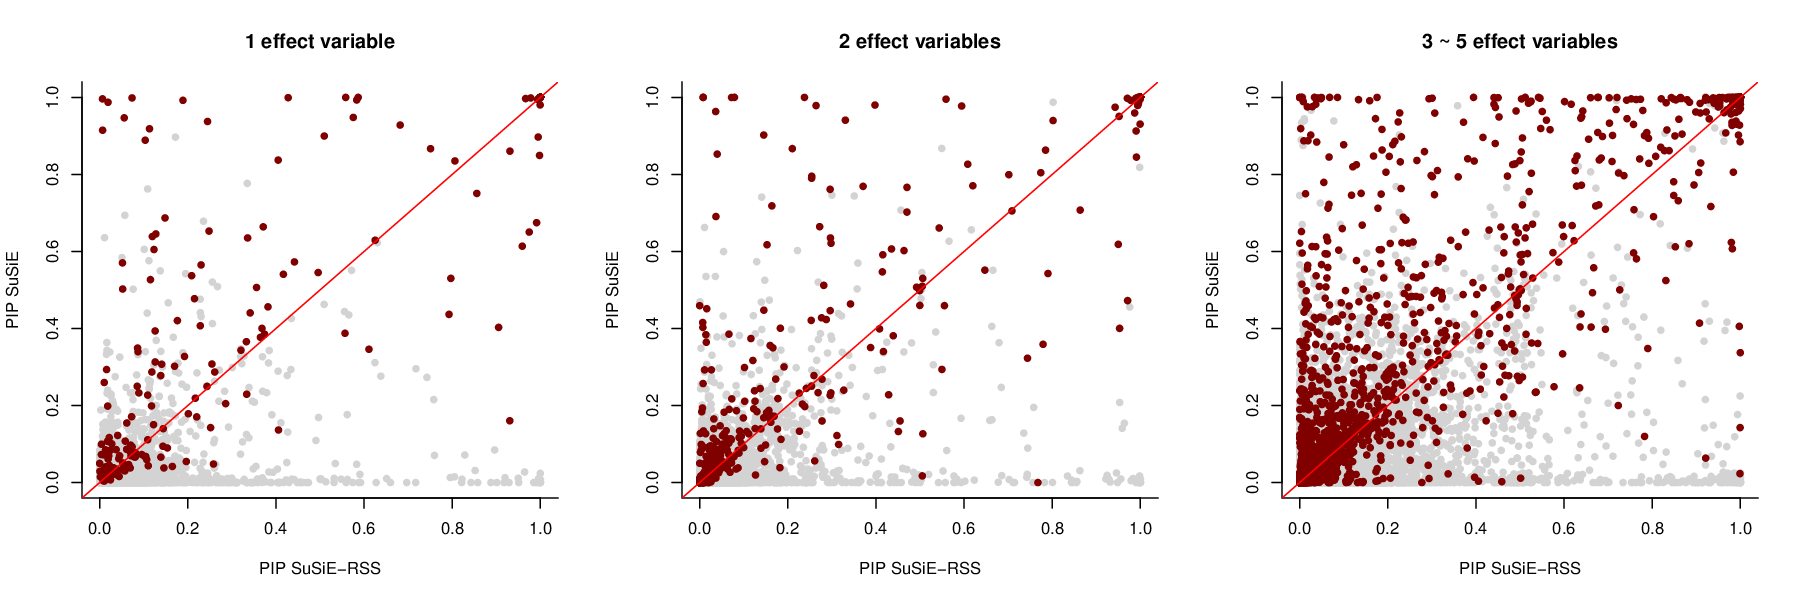 1 effect variable
2 effect variables
3 ~ 5 effect variables
PIP SuSiE
1.0
0.8
0.6
0.4
0.2
0.0
0.0 0.2 0.4 0.6 0.8 1.0
PIP SuSiE−RSS
PIP SuSiE
1.0
0.8
0.6
0.4
0.2
0.0
0.0 0.2 0.4 0.6 0.8 1.0
PIP SuSiE−RSS
PIP SuSiE
1.0
0.8
0.6
0.4
0.2
0.0
0.0 0.2 0.4 0.6 0.8 1.0
PIP SuSiE−RSS